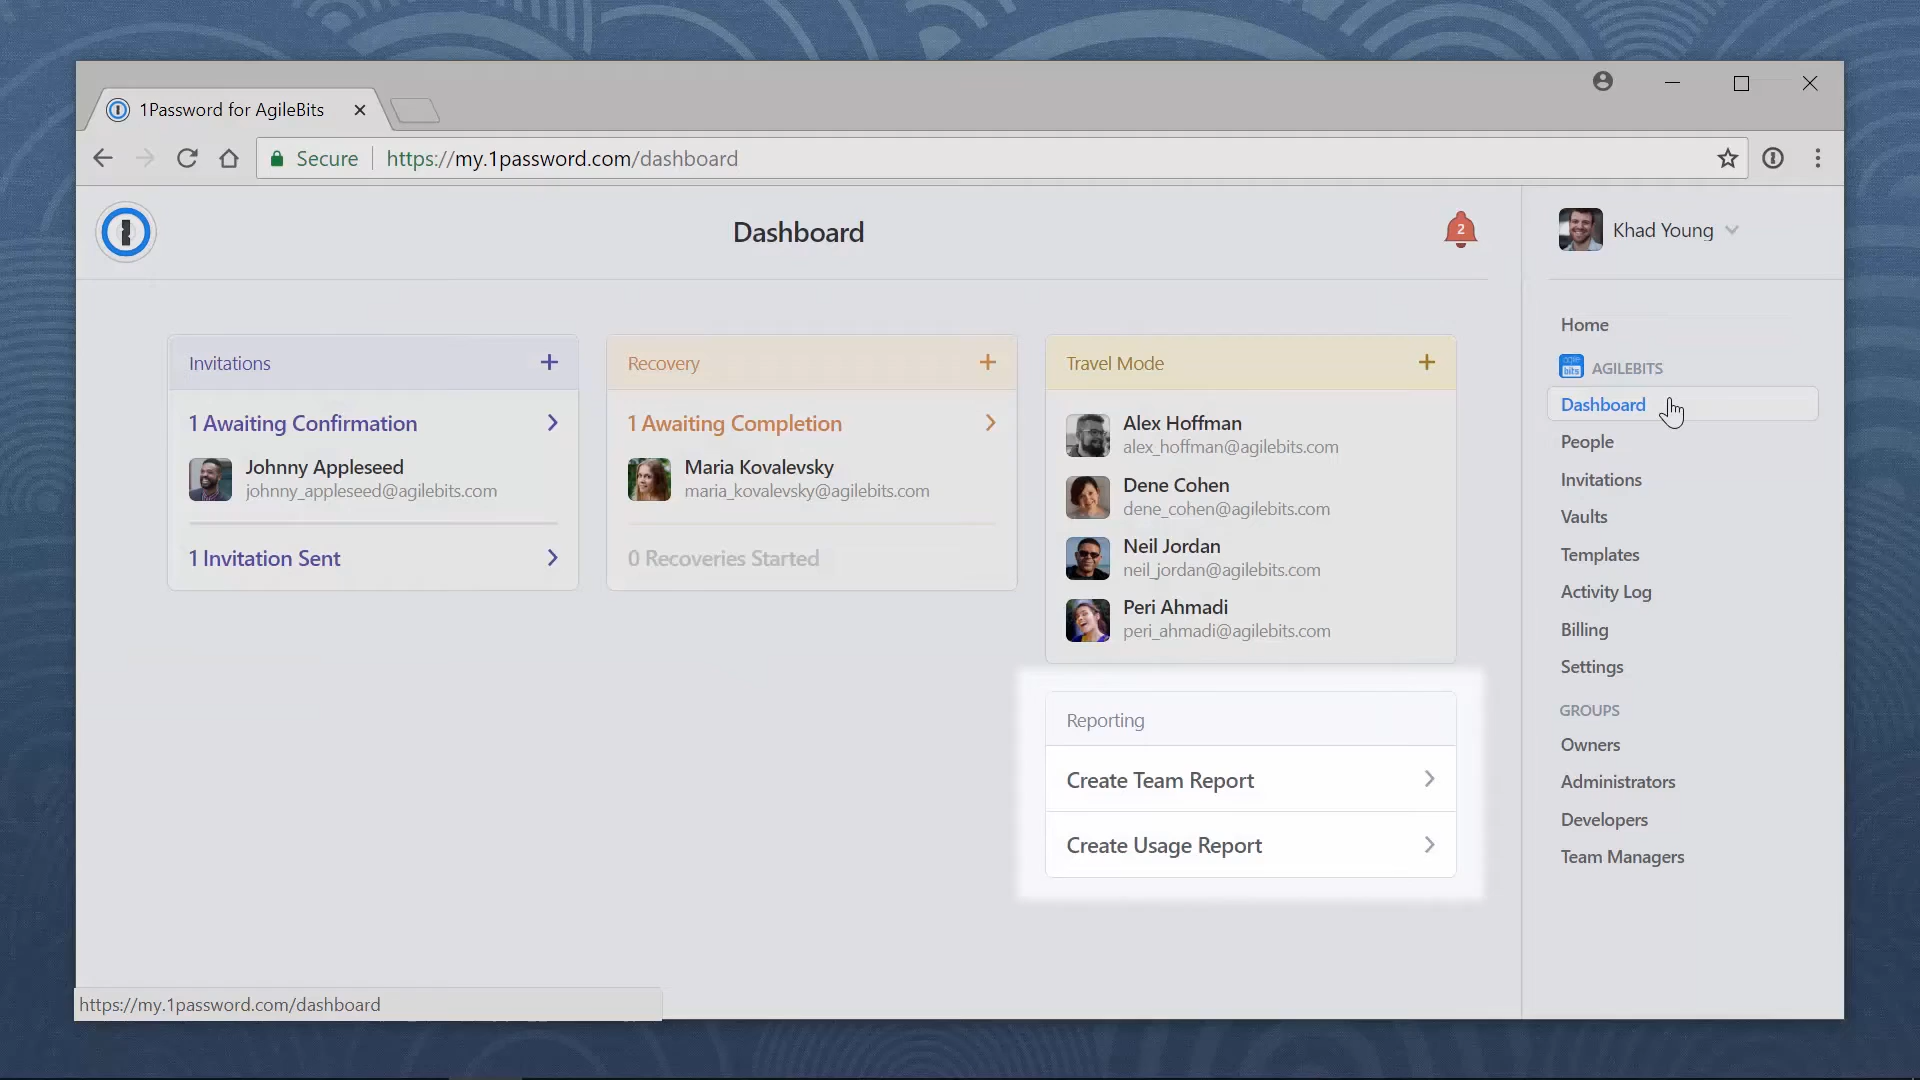 1Password for AgileBits
Secure
https://my.1password.com/dashboard
Dashboard
2
Khad Young
Invitations
1 Awaiting Confirmation
Johnny Appleseed
johnny_appleseed@agilebits.com
1 Invitation Sent
Recovery
1 Awaiting Completion
Maria Kovalevsky
maria_kovalevsky@agilebits.com
0 Recoveries Started
Travel Mode
Alex Hoffman
alex_hoffman@agilebits.com
Dene Cohen
dene_cohen@agilebits.com
Neil Jordan
neil_jordan@agilebits.com
Peri Ahmadi
peri_ahmadi@agilebits.com
Reporting
Create Team Report
Create Usage Report
Home
agile
bits
AGILEBITS
Dashboard
People
Invitations
Vaults
Templates
Activity Log
Billing
Settings
GROUPS
Owners
Administrators
Developers
Team Managers
https://my.1password.com/dashboard